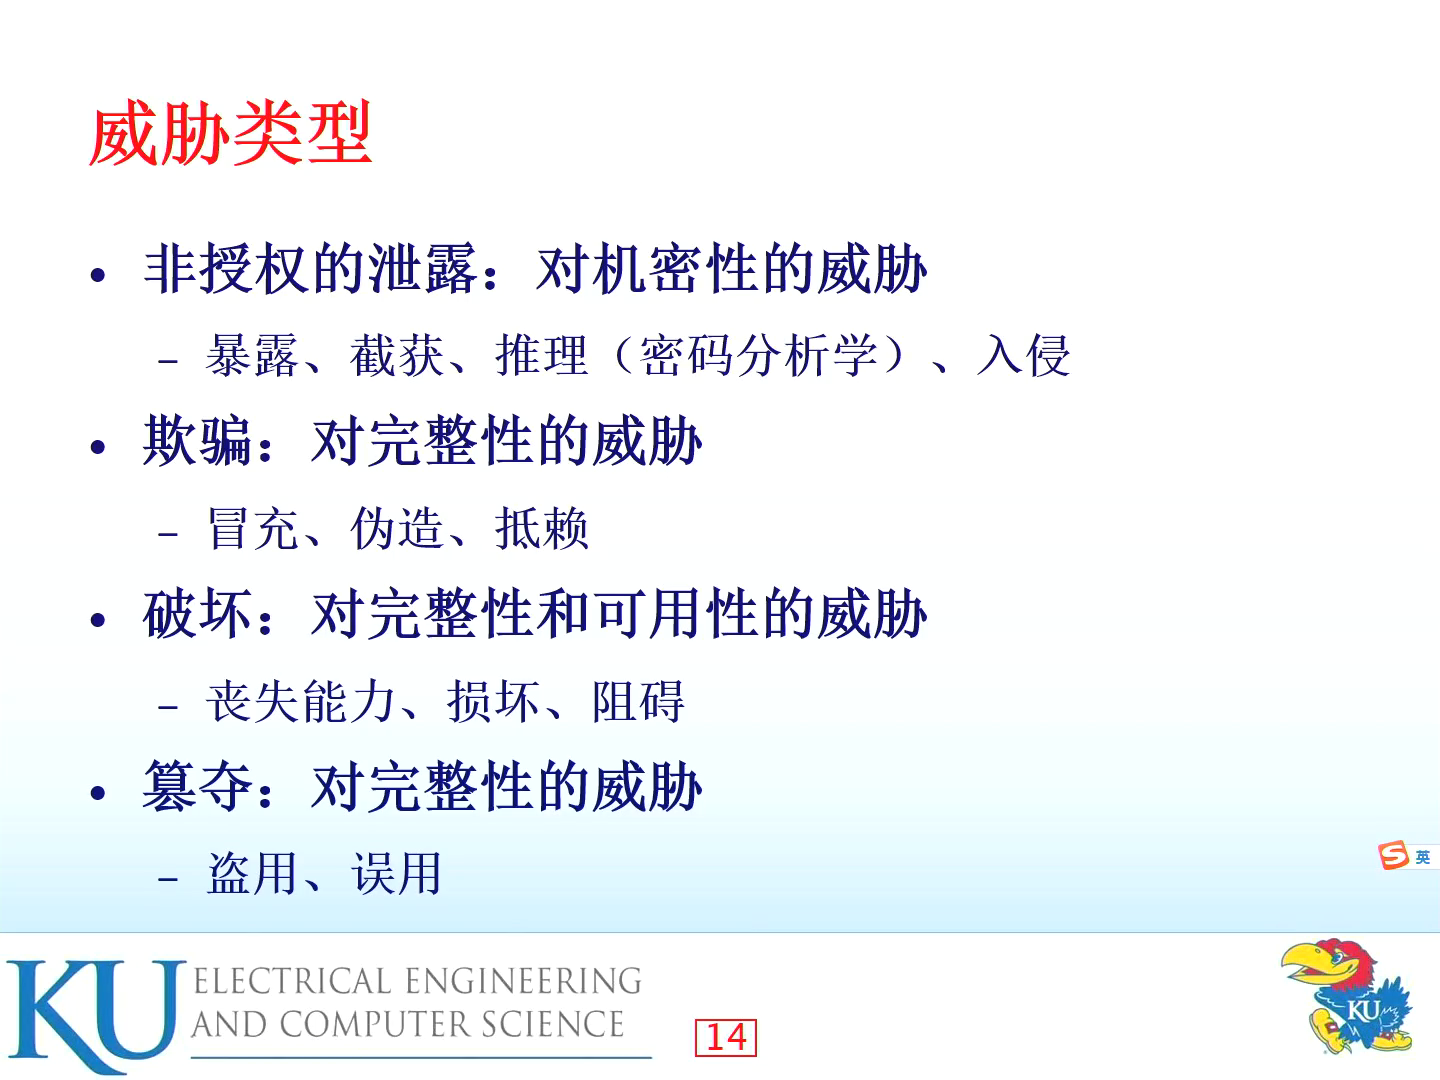 威胁类型
• 非授权的泄露：对机密性的威胁
– 暴露、截获、推理（密码分析学）、入侵
• 欺骗：对完整性的威胁
– 冒充、伪造、抵赖
• 破坏：对完整性和可用性的威胁
– 丧失能力、损坏、阻碍
• 篡夺：对完整性的威胁
– 盗用、误用
S 英
KU ELECTRICAL ENGINEERING
AND COMPUTER SCIENCE
14
KU